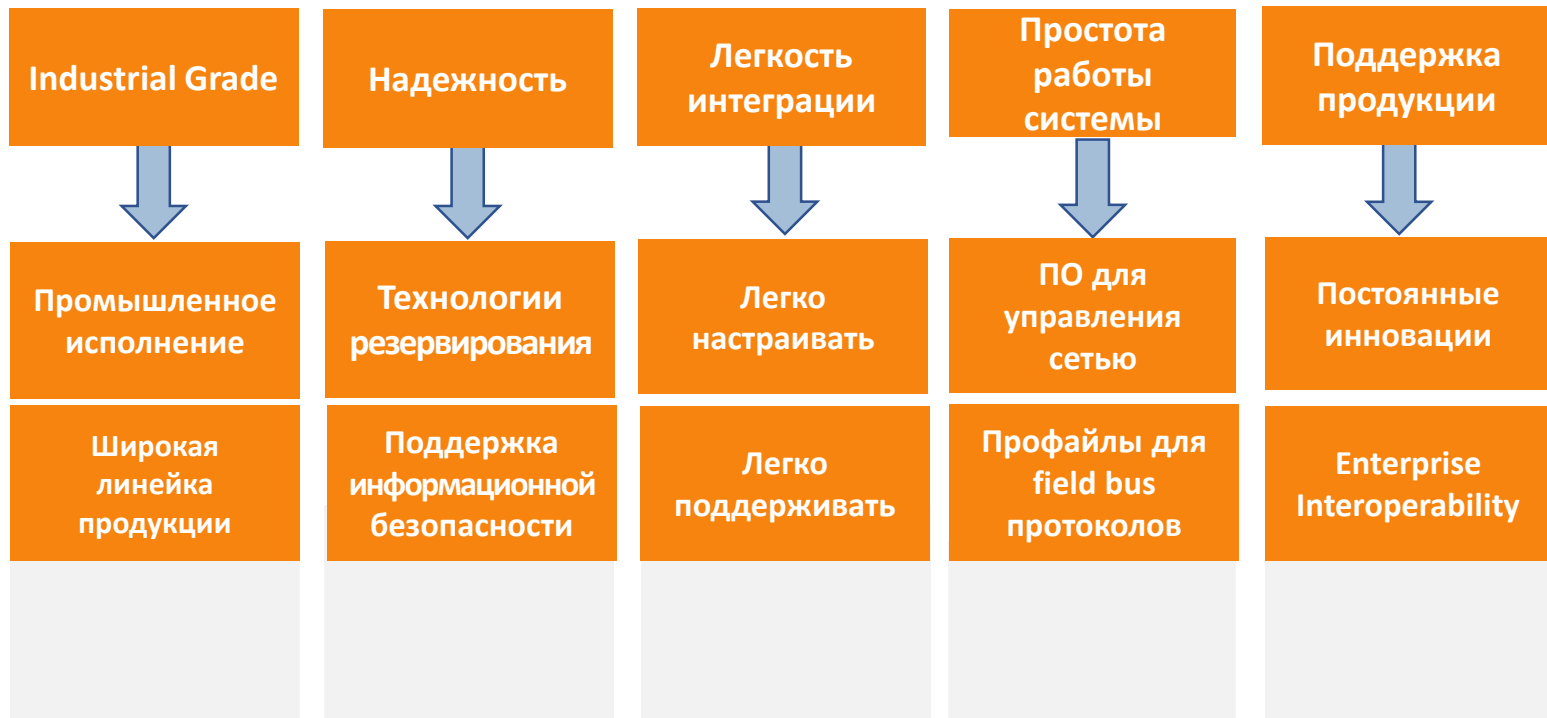 Industrial Grade
Надежность
Легкость
интеграции
Простота
работы
системы
Поддержка
продукции
Промышленное
исполнение
Технологии
резервирования
Легко
настраивать
ПО для
управления
сетью
Постоянные
инновации
Широкая
линейка
продукции
Поддержка
информационной
безопасности
Легко
поддерживать
Профайлы для
field bus
протоколов
Enterprise
Interoperability